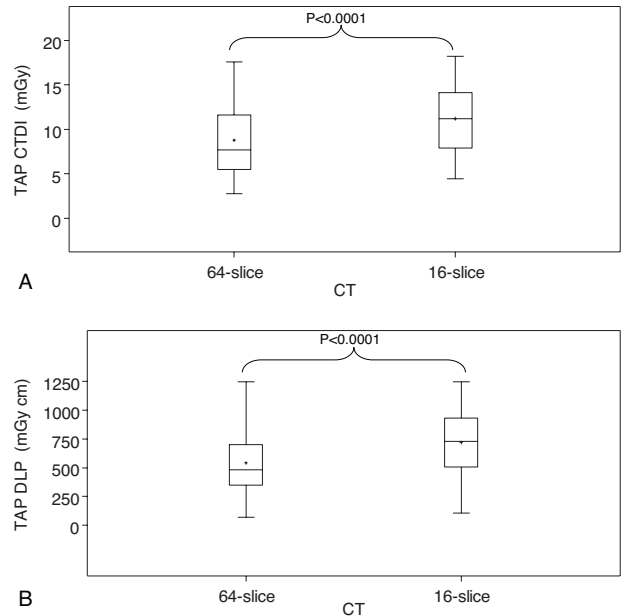 P<0.0001
TAP CTDI (mGy)
20
15
10
5
0
64-slice
16-slice
A
CT
P<0.0001
TAP DLP (mGy cm)
1250
1000
750
500
250
0
64-slice
16-slice
B
CT